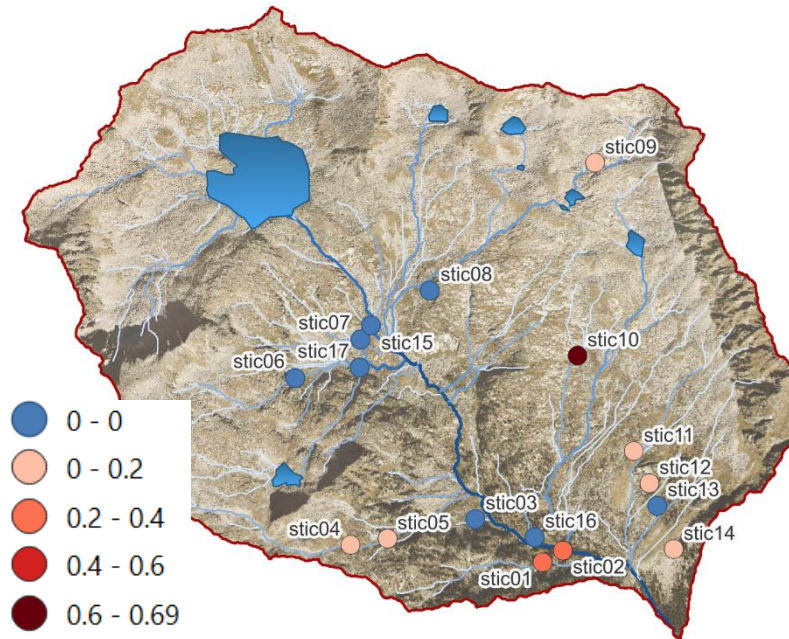 stic09
stic08
stic07
stic15
stic17
stic10
stic06
0 - 0
0 - 0.2
0.2 - 0.4
0.4 - 0.6
0.6 - 0.69
stic11
stic12
stic13
stic03
stic16
stic04
stic05
stic14
stic01
stic02